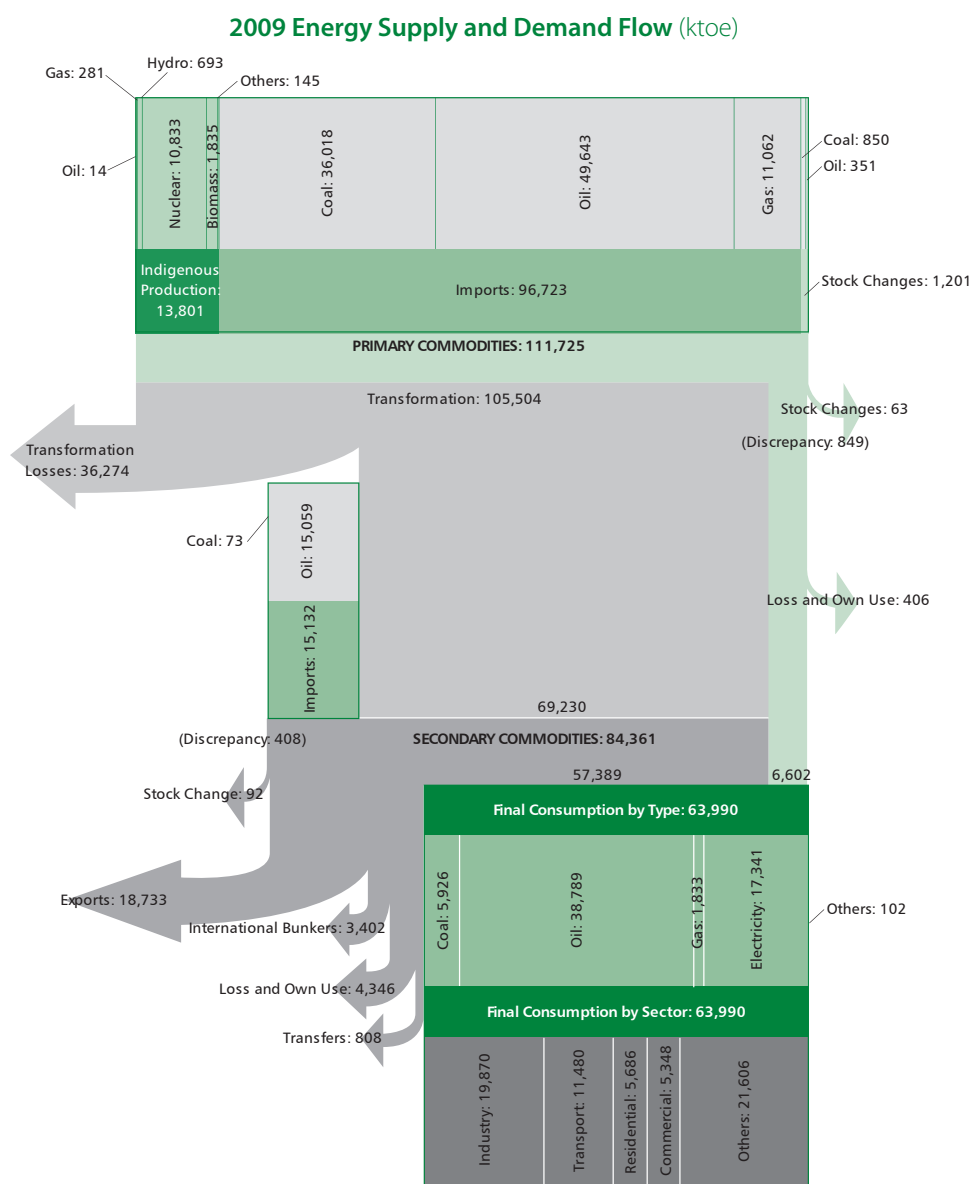 2009 Energy Supply and Demand Flow (ktoe)
Hydro: 693
Gas: 281
Others: 145
Oil: 14
Nuclear: 10,833
Biomass: 1,835
Coal: 36,018
Oil: 49,643
Gas: 11,062
Coal: 850
Oil: 351
Indigenous
Production:
13,801
Imports: 96,723
Stock Changes: 1,201
PRIMARY COMMODITIES: 111,725
Transformation: 105,504
Stock Changes: 63
(Discrepancy: 849)
Transformation
Losses: 36,274
Coal: 73
Oil: 15,059
Imports: 15,132
Loss and Own Use: 406
69,230
(Discrepancy: 408)
SECONDARY COMMODITIES: 84,361
57,389
6,602
Stock Change: 92
Final Consumption by Type: 63,990
Coal: 5,926
Oil: 38,789
Gas: 1,833
Electricity: 17,341
Others: 102
Exports: 18,733
International Bunkers: 3,402
Loss and Own Use: 4,346
Transfers: 808
Final Consumption by Sector: 63,990
Industry: 19,870
Transport: 11,480
Residential: 5,686
Commercial: 5,348
Others: 21,606